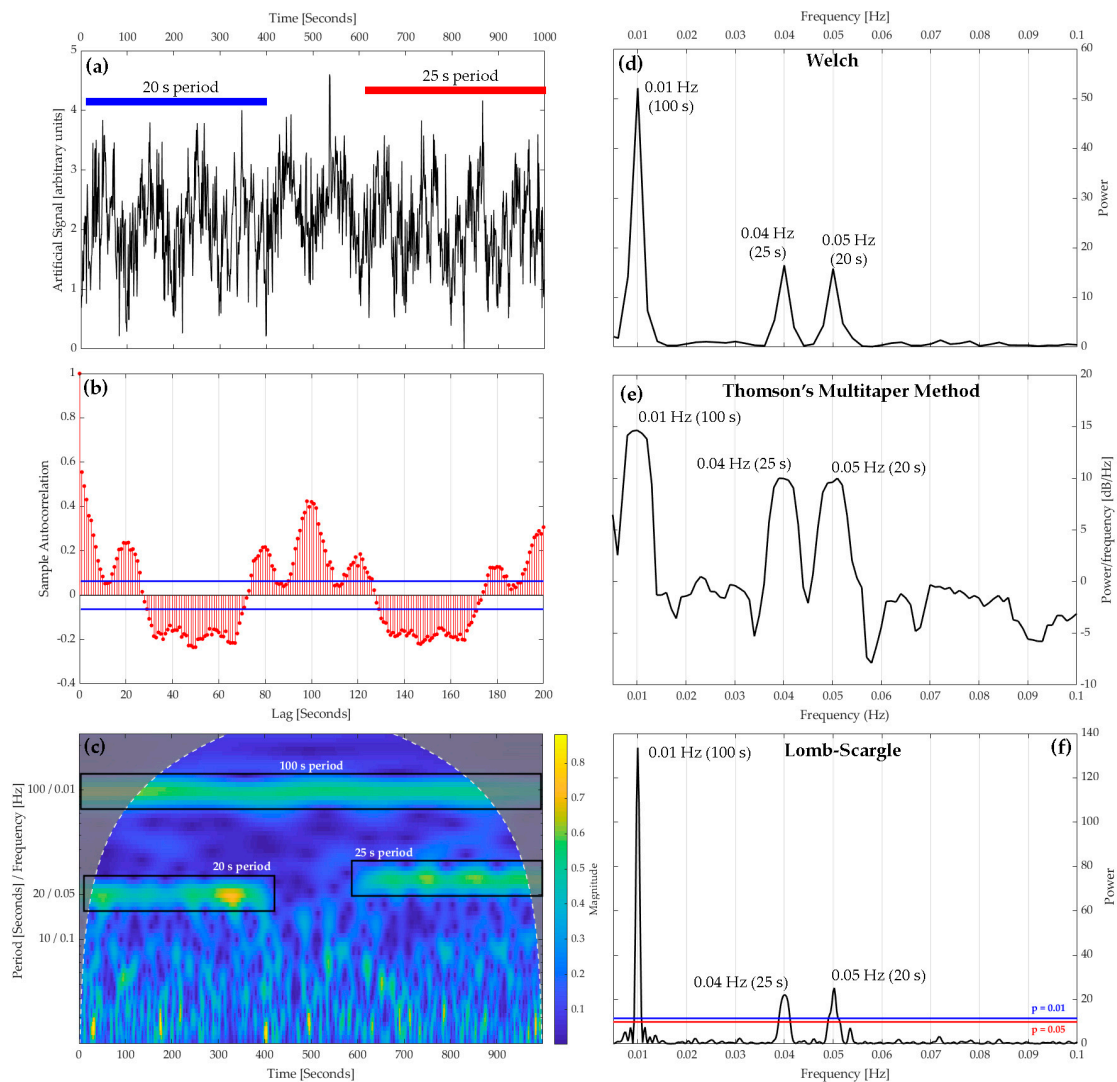 Time [Seconds]
0 100 200 300 400 500 600 700 800 900 1000
(a)
20 s period
25 s period
5
4
3
2
1
0
Artificial Signal [arbitrary units]
(b)
1
0.8
0.6
0.4
0.2
0
-0.2
-0.4
Sample Autocorrelation
0 20 40 60 80 100 120 140 160 180 200
Lag [Seconds]
(c)
100 s period
20 s period
25 s period
100 / 0.01
20 / 0.05
10 / 0.1
Period [Seconds] / Frequency [Hz]
0 100 200 300 400 500 600 700 800 900
Time [Seconds]
0.8
0.7
0.6
0.5
0.4
0.3
0.2
0.1
Magnitude
Frequency [Hz]
0.01 0.02 0.03 0.04 0.05 0.06 0.07 0.08 0.09 0.1
(d)
Welch
0.01 Hz
(100 s)
0.04 Hz
(25 s)
0.05 Hz
(20 s)
60
50
40
30
20
10
0
Power
(e)
Thomson's Multitaper Method
0.01 Hz (100 s)
0.04 Hz (25 s)
0.05 Hz (20 s)
20
15
10
5
0
-5
-10
Power/frequency [dB/Hz]
0.01 0.02 0.03 0.04 0.05 0.06 0.07 0.08 0.09 0.1
Frequency (Hz)
Lomb-Scargle
(f)
0.01 Hz (100 s)
0.04 Hz (25 s)
0.05 Hz (20 s)
p = 0.01
p = 0.05
140
120
100
80
60
40
20
0
Power
0.01 0.02 0.03 0.04 0.05 0.06 0.07 0.08 0.09 0.1
Frequency [Hz]